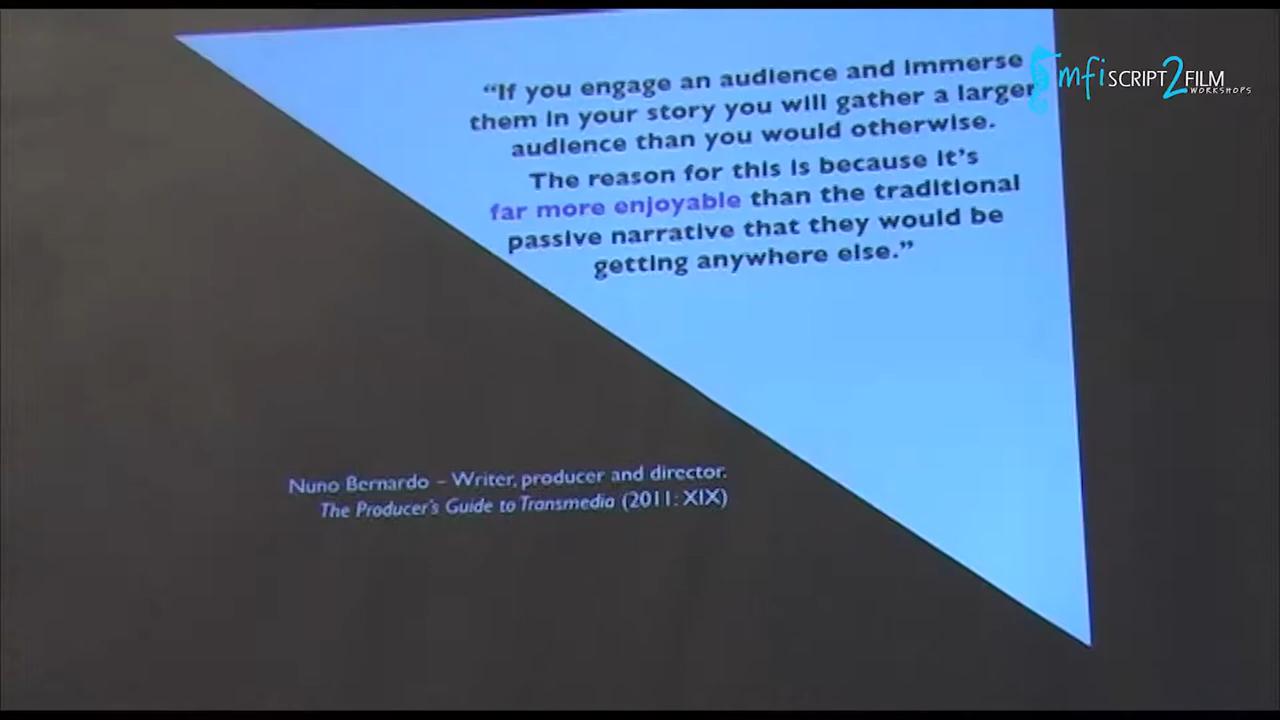 “If you engage an audience and immerse
them in your story you will gather a larger
audience than you would otherwise.
The reason for this is because it’s
far more enjoyable than the traditional
passive narrative that they would be
getting anywhere else.”
Nuno Bernardo – Writer, producer and director.
The Producer’s Guide to Transmedia (2011: XIX)
mfi SCRIPT2FILM
WORKSHOPS